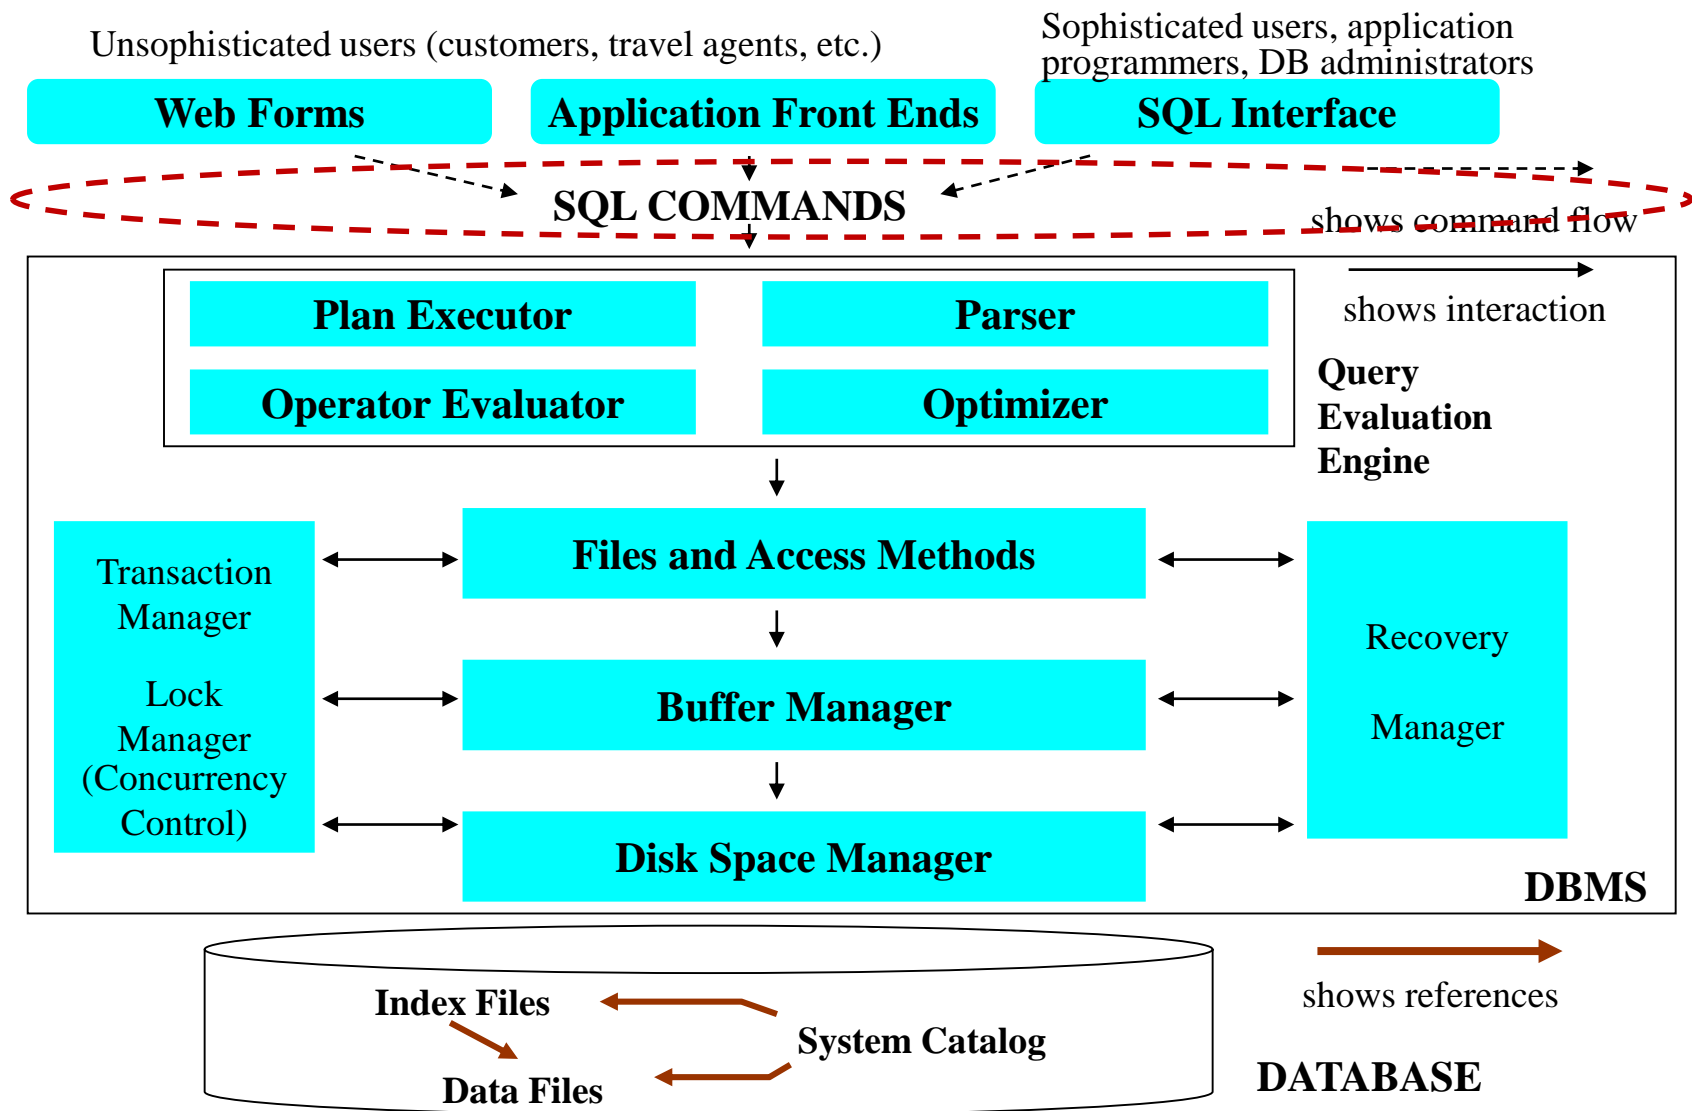 Unsophisticated users (customers, travel agents, etc.)
Sophisticated users, application
programmers, DB administrators
Web Forms
Application Front Ends
SQL Interface
SQL COMMANDS
shows command flow
Plan Executor
Parser
shows interaction
Operator Evaluator
Optimizer
Query
Evaluation
Engine
Transaction
Manager
Lock
Manager
(Concurrency
Control)
Files and Access Methods
Buffer Manager
Disk Space Manager
Recovery
Manager
DBMS
Index Files
System Catalog
Data Files
shows references
DATABASE